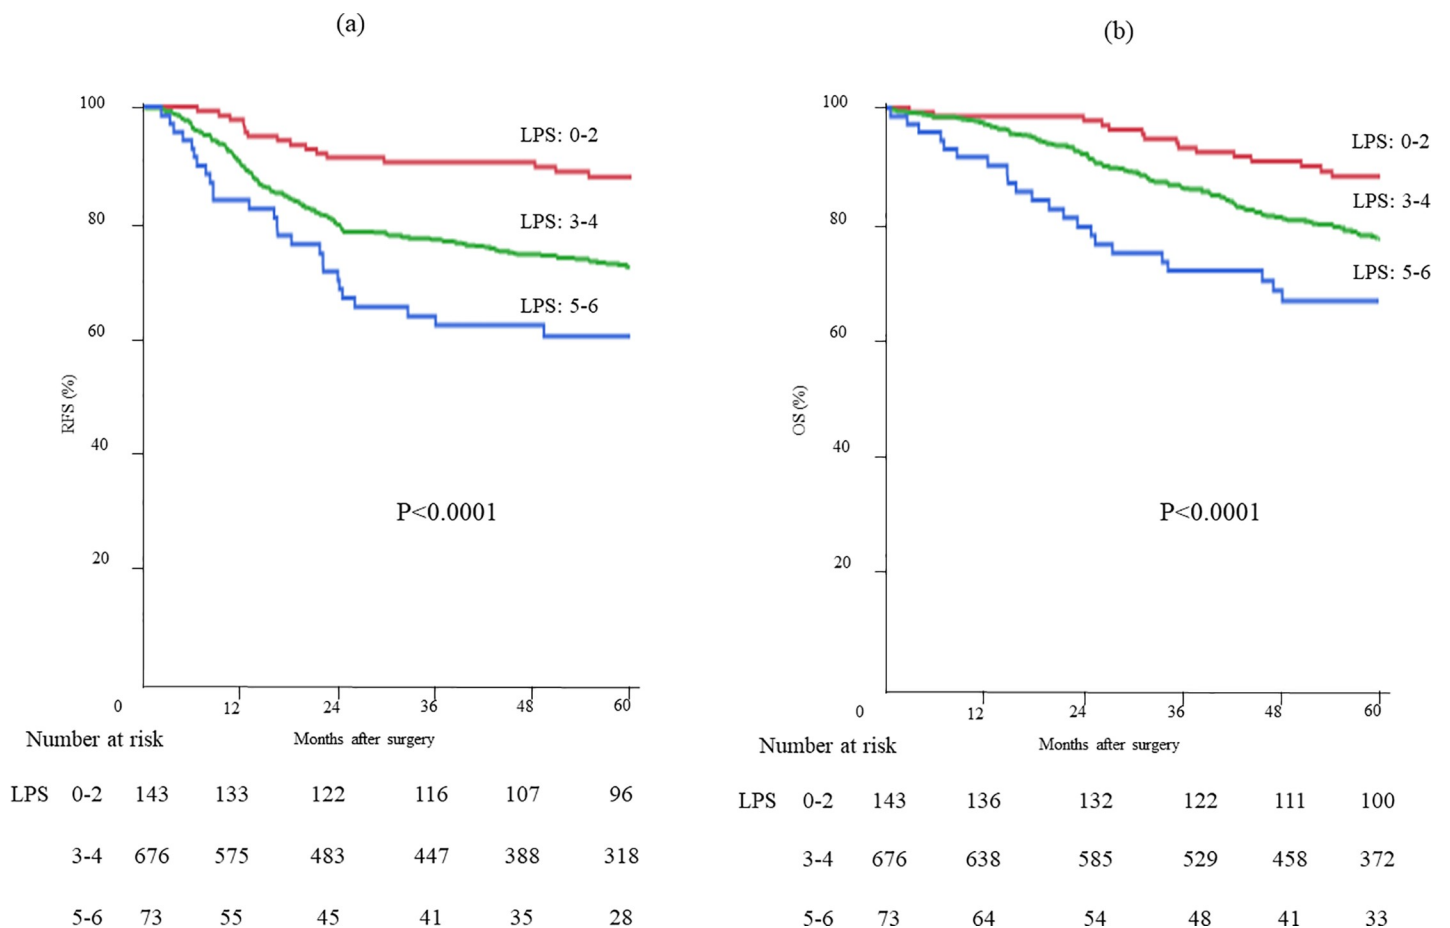 (a)
100
80
60
40
20
0
RFS (%)
LPS: 0-2
LPS: 3-4
LPS: 5-6
P<0.0001
12 24 36 48 60
Months after surgery
Number at risk
LPS 0-2 143 133 122 116 107 96
3-4 676 575 483 447 388 318
5-6 73 55 45 41 35 28
(b)
100
80
60
40
20
0
OS (%)
LPS: 0-2
LPS: 3-4
LPS: 5-6
P<0.0001
12 24 36 48 60
Months after surgery
Number at risk
LPS 0-2 143 136 132 122 111 100
3-4 676 638 585 529 458 372
5-6 73 64 54 48 41 33